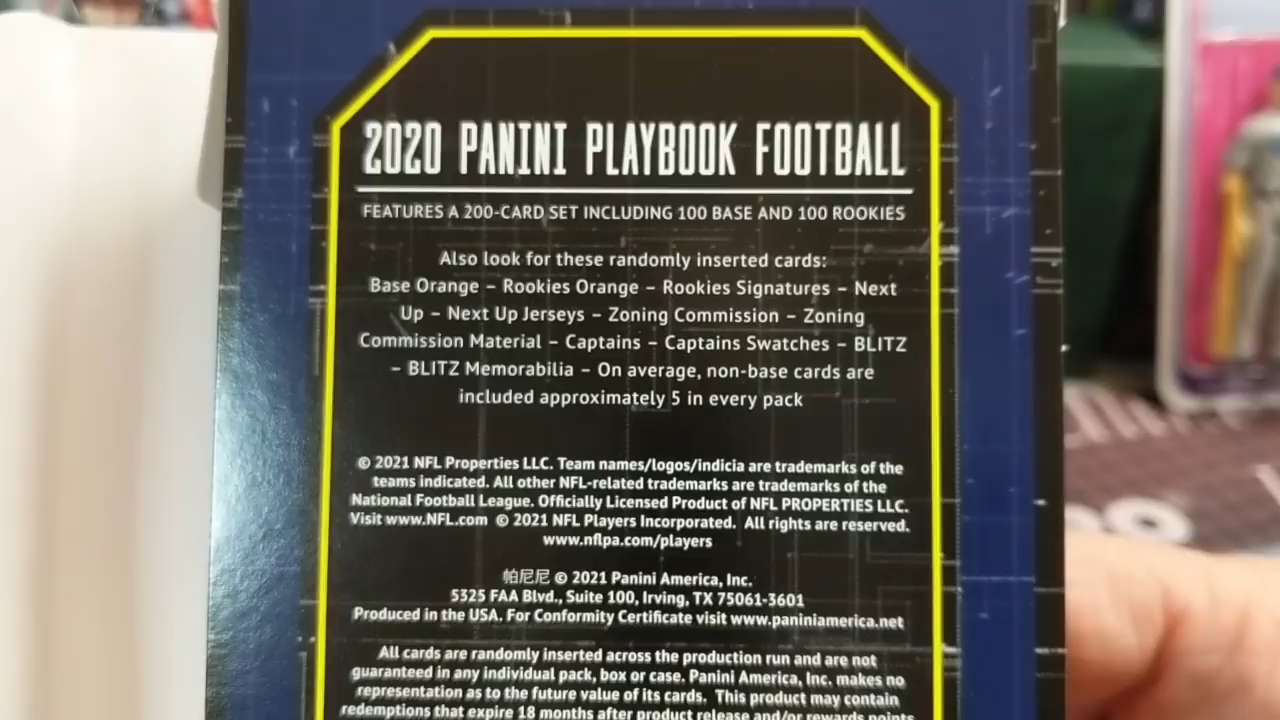 2020 PANINI PLAYBOOK FOOTBALL
FEATURES A 200-CARD SET INCLUDING 100 BASE AND 100 ROOKIES
Also look for these randomly inserted cards:
Base Orange – Rookies Orange – Rookies Signatures – Next
Up – Next Up Jerseys – Zoning Commission – Zoning
Commission Material – Captains – Captains Swatches – BLITZ
– BLITZ Memorabilia – On average, non-base cards are
included approximately 5 in every pack
© 2021 NFL Properties LLC. Team names/logos/indicia are trademarks of the
teams indicated. All other NFL-related trademarks are trademarks of the
National Football League. Officially Licensed Product of NFL PROPERTIES LLC.
Visit www.NFL.com © 2021 NFL Players Incorporated. All rights are reserved.
www.nflpa.com/players
帕尼尼 © 2021 Panini America, Inc.
5325 FAA Blvd., Suite 100, Irving, TX 75061-3601
Produced in the USA. For Conformity Certificate visit www.paniniamerica.net
All cards are randomly inserted across the production run and are not
guaranteed in any individual pack, box or case. Panini America, Inc. makes no
representation as to the future value of its cards. This product may contain
redemptions that expire 18 months after product release and/or rewards points